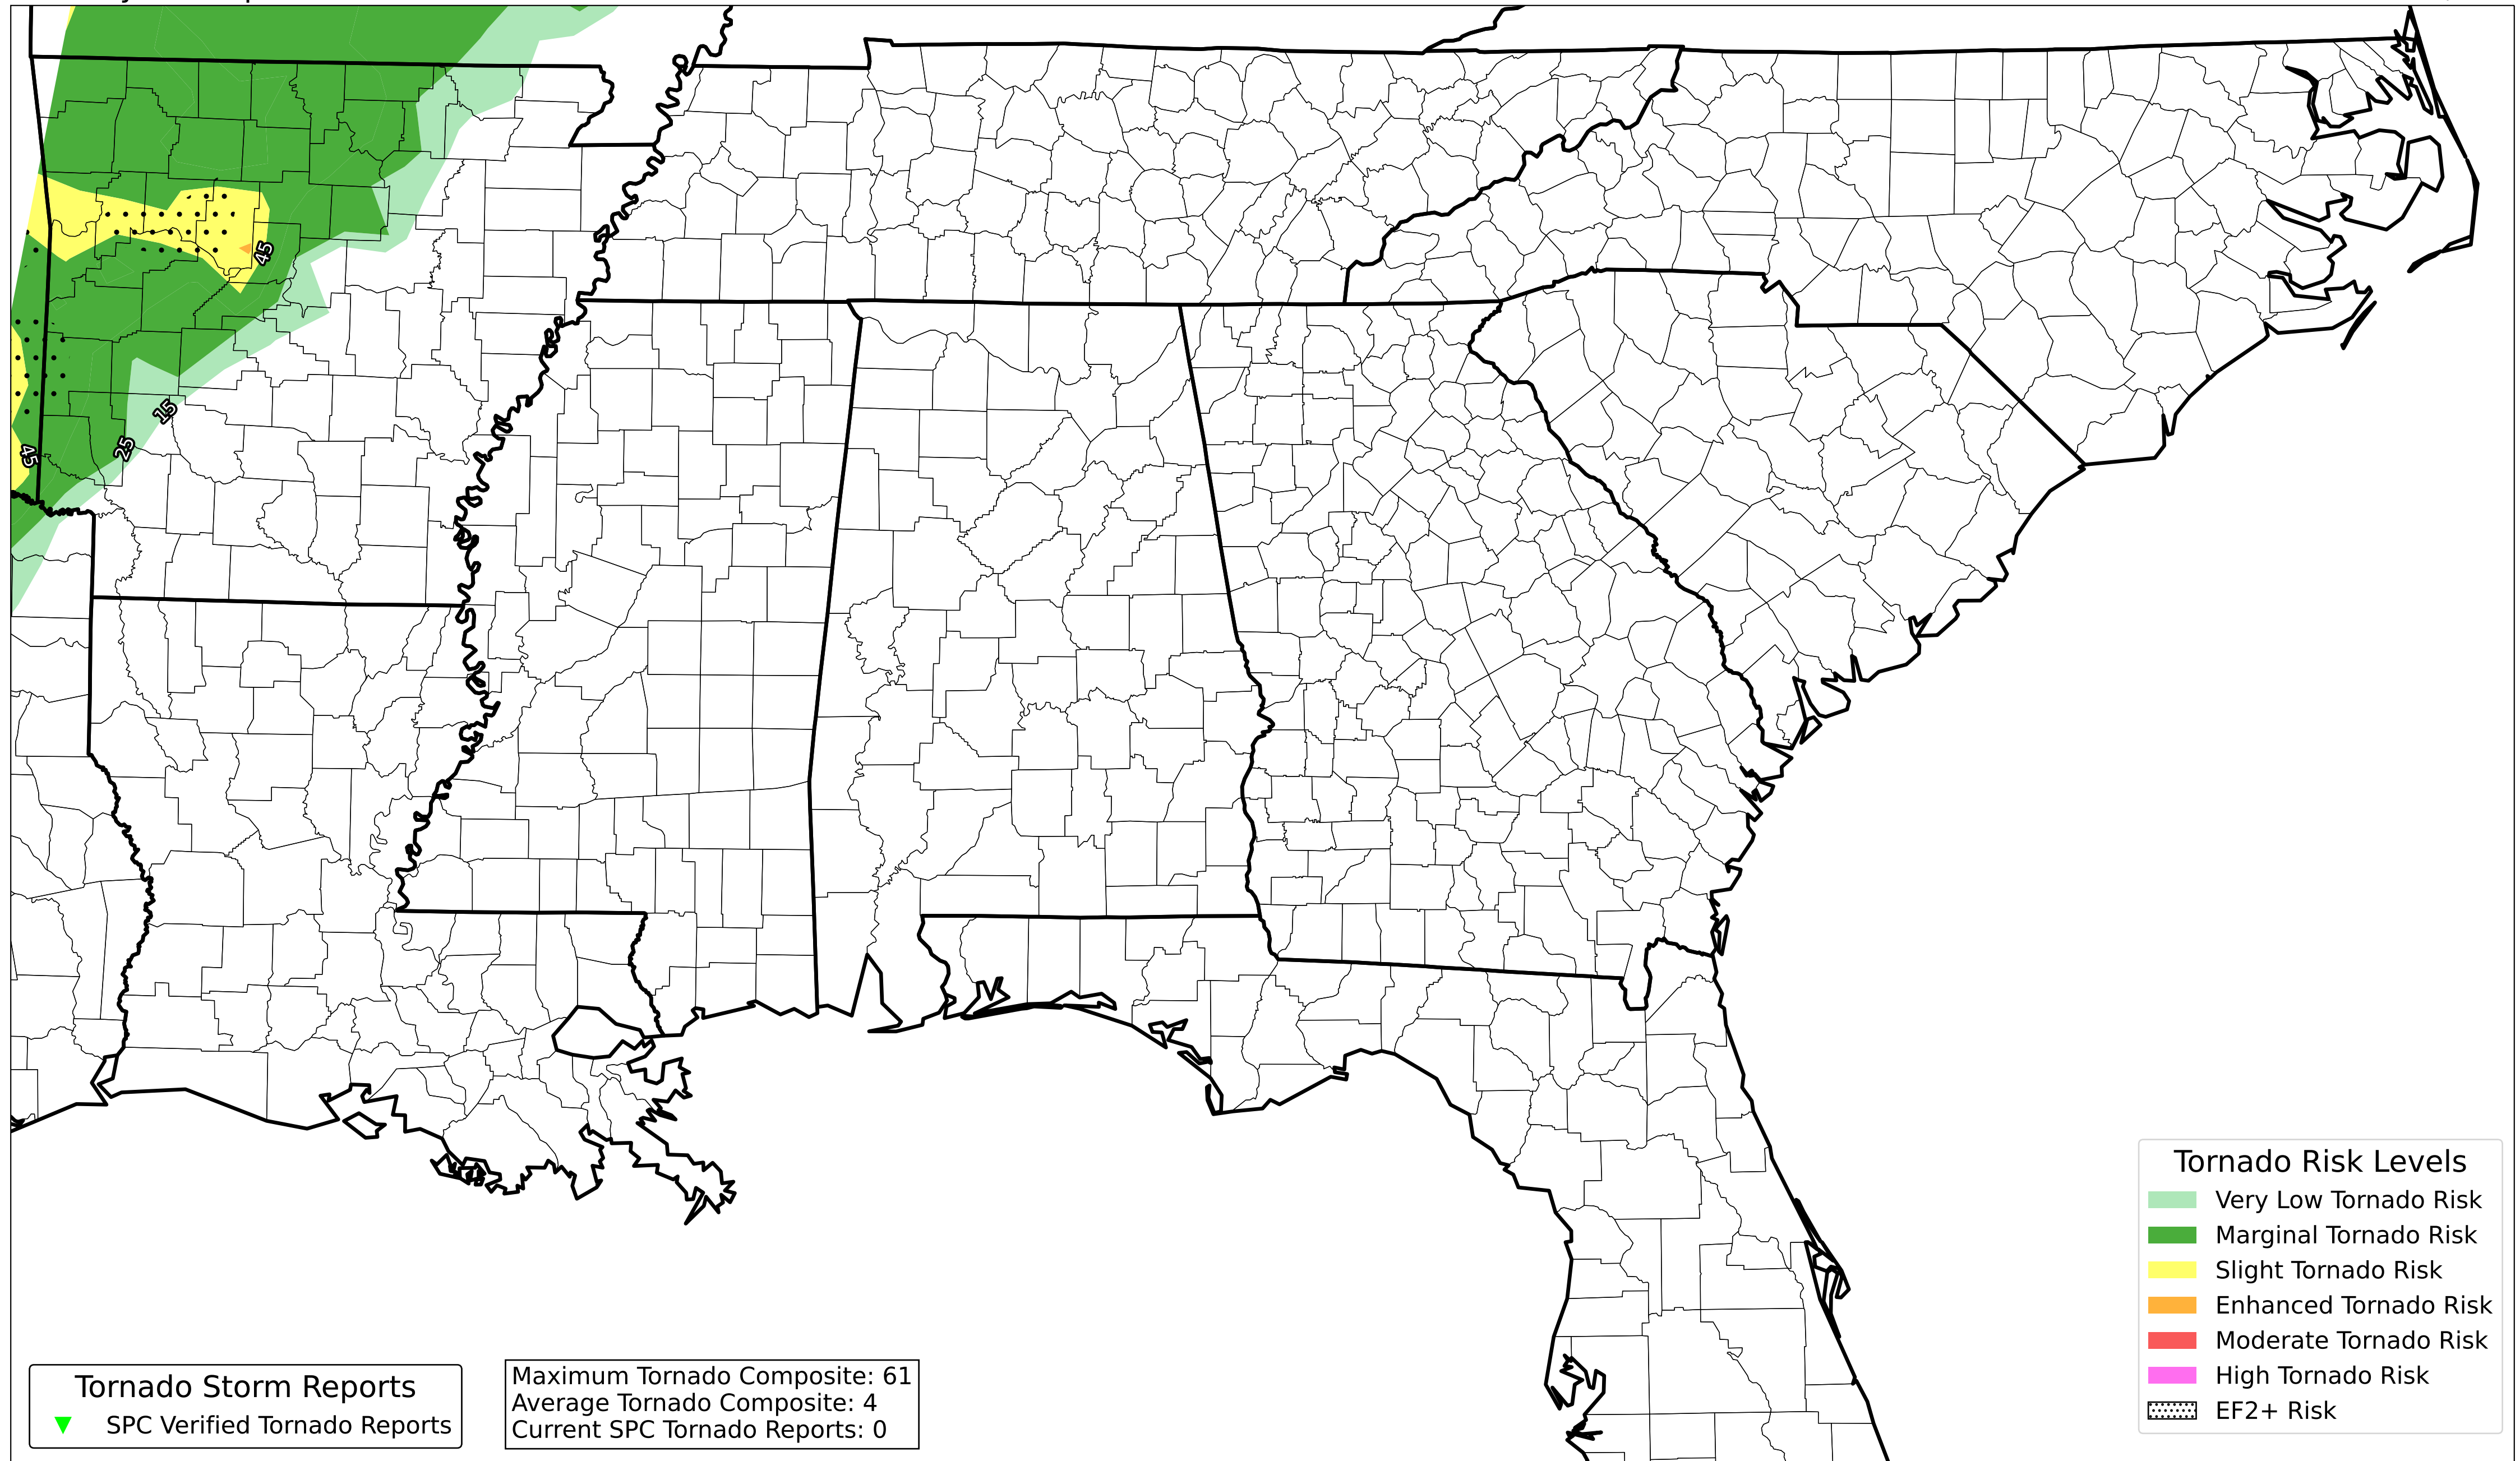 45
15
25
45
Tornado Risk Levels
Very Low Tornado Risk
Marginal Tornado Risk
Slight Tornado Risk
Enhanced Tornado Risk
Moderate Tornado Risk
High Tornado Risk
EF2+ Risk
Tornado Storm Reports
SPC Verified Tornado Reports
Maximum Tornado Composite: 61
Average Tornado Composite: 4
Current SPC Tornado Reports: 0